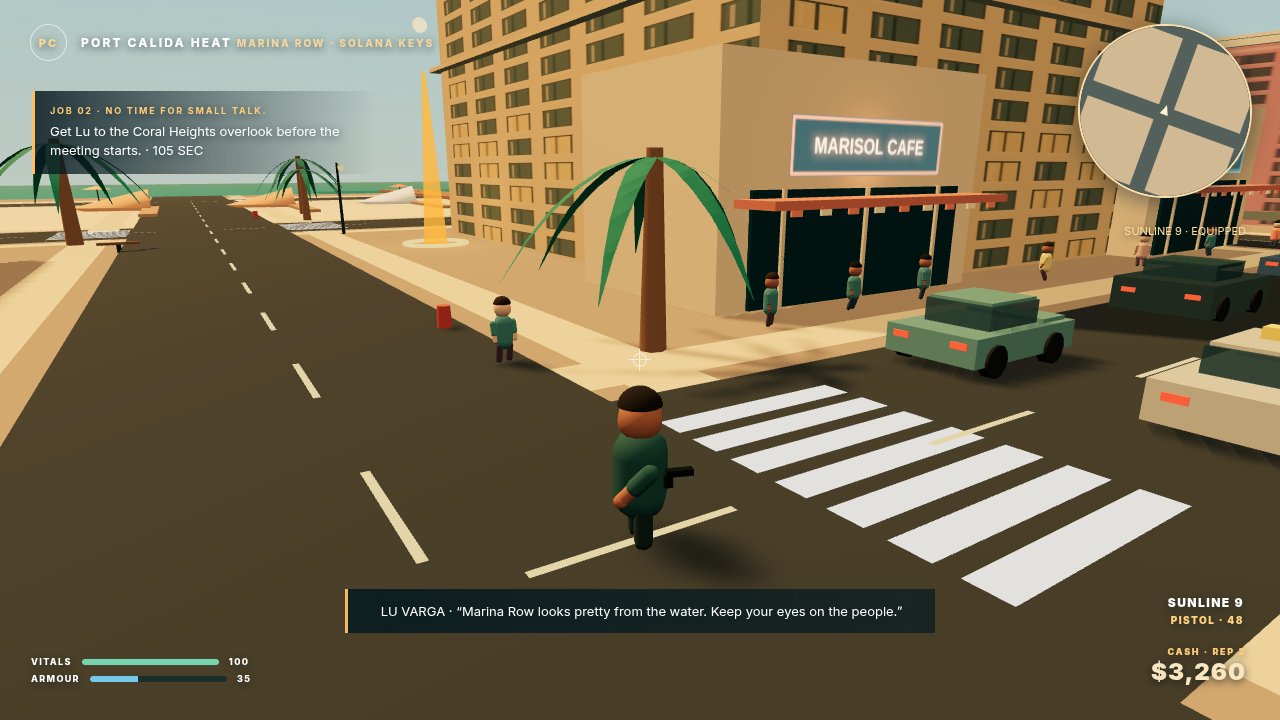 PC
PORT CALIDA HEAT MARINA ROW · SOLANA KEYS
JOB 02 · NO TIME FOR SMALL TALK.
Get Lu to the Coral Heights overlook before the
meeting starts. · 105 SEC
MARISOL CAFE
SUNLINE 9 · EQUIPPED
LU VARGA · “Marina Row looks pretty from the water. Keep your eyes on the people.”
SUNLINE 9
PISTOL · 48
VITALS 100
ARMOUR 35
CASH · REP
$3,260